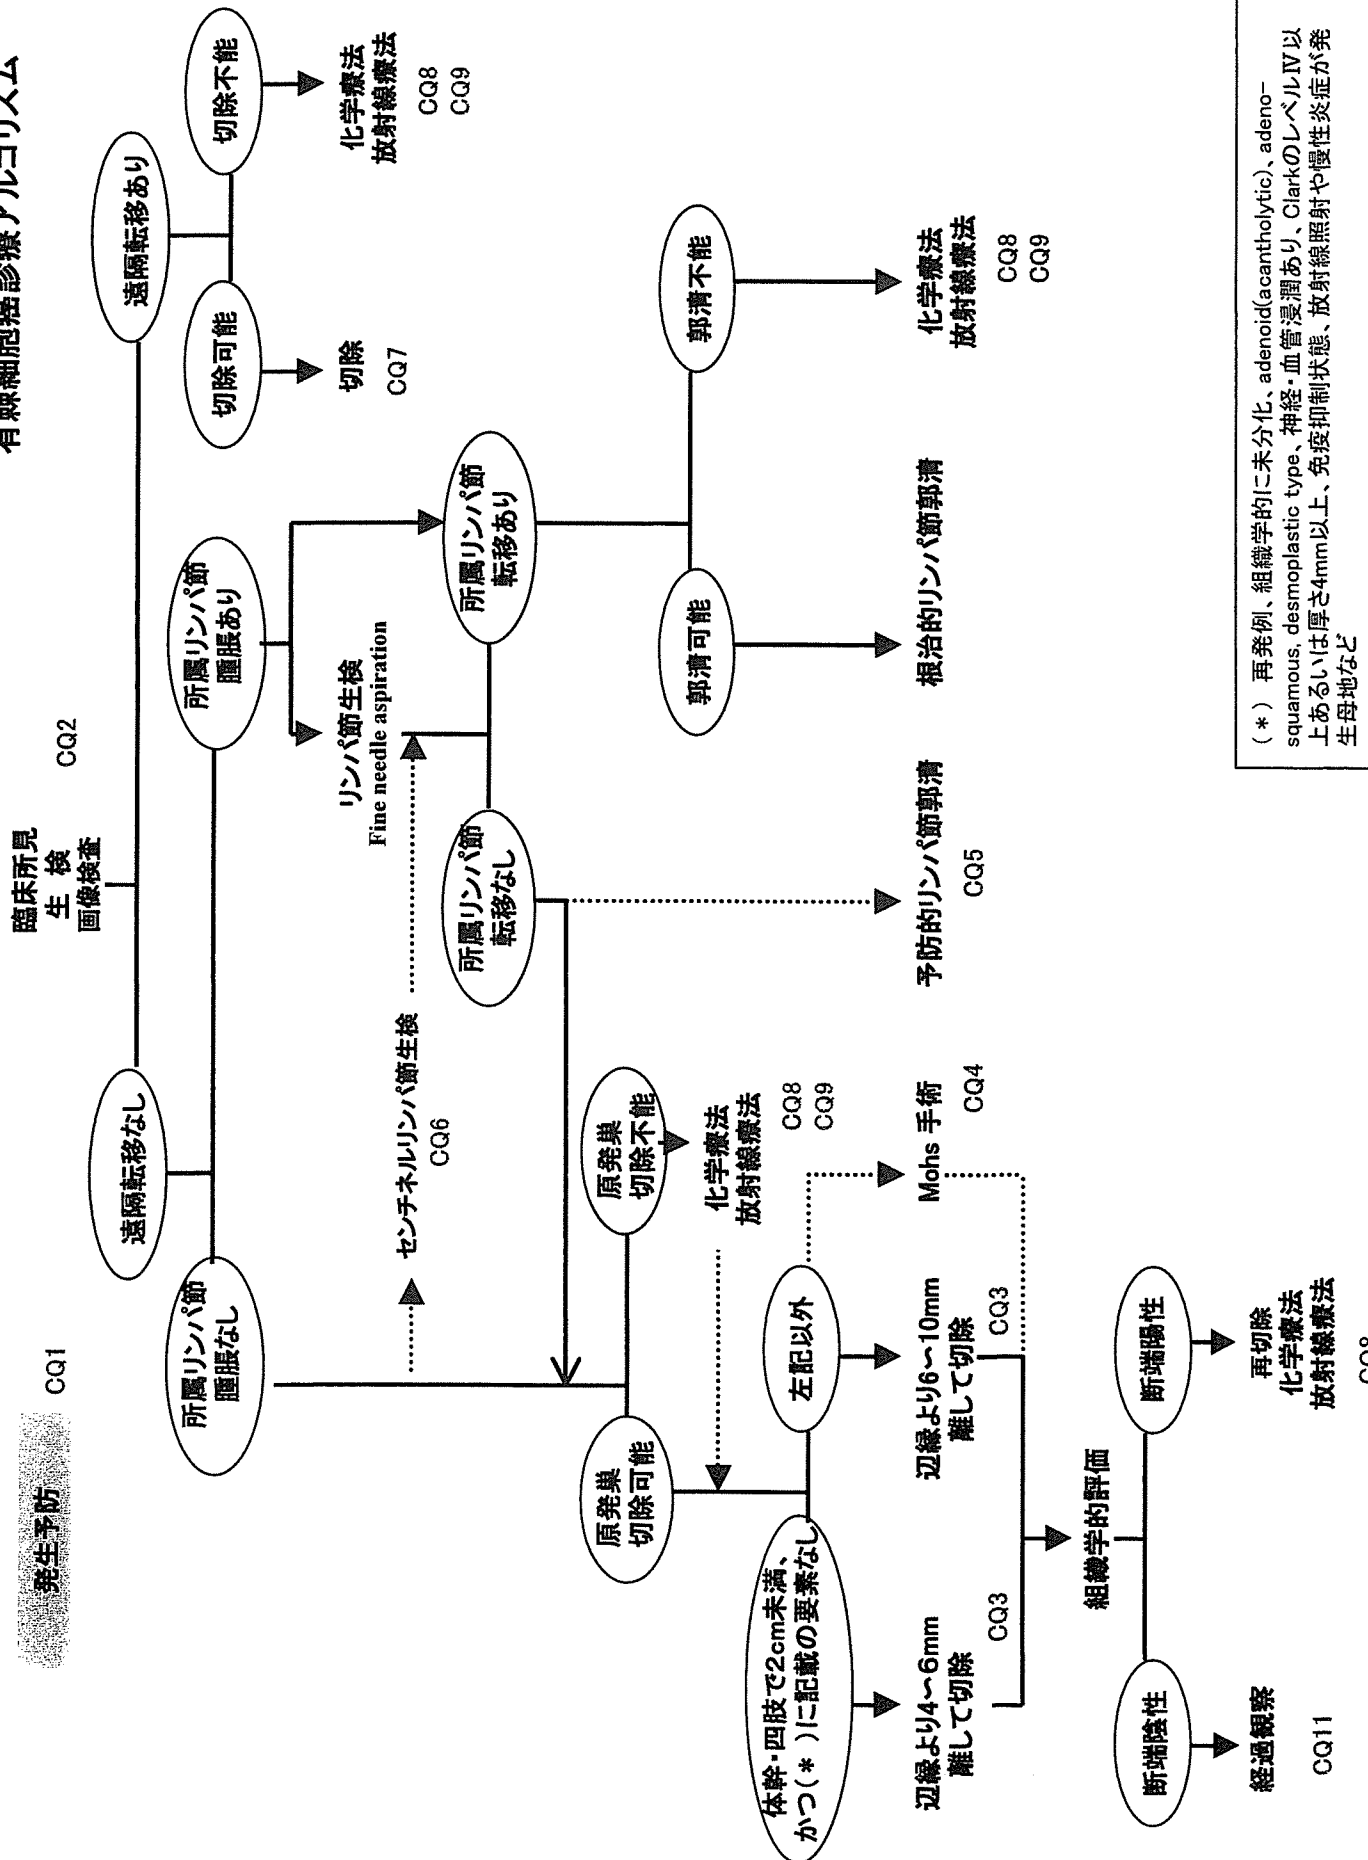 有棘細胞癌診療アルゴリズム
発生予防
CQ1
臨床所見
生 検
画像検査
CQ2
遠隔転移なし
遠隔転移あり
所属リンパ節
腫脹なし
所属リンパ節
腫脹あり
切除可能
切除不能
切除
CQ7
化学療法
放射線療法
CQ8
CQ9
センチネルリンパ節生検
CQ6
リンパ節生検
Fine needle aspiration
所属リンパ節
転移なし
所属リンパ節
転移あり
原発巣
切除可能
原発巣
切除不能
郭清可能
郭清不能
化学療法
放射線療法
CQ8
CQ9
体幹・四肢で2cm未満、
かつ(*)に記載の要素なし
左記以外
辺縁より4〜6mm
離して切除
CQ3
辺縁より6〜10mm
離して切除
CQ3
Mohs 手術
CQ4
予防的リンパ節郭清
CQ5
根治的リンパ節郭清
化学療法
放射線療法
CQ8
CQ9
組織学的評価
断端陰性
断端陽性
経過観察
CQ11
再切除
化学療法
放射線療法
(*) 再発例、組織学的に未分化、adenoid(acantholytic)、adeno-
squamous, desmoplastic type、神経・血管浸潤あり、ClarkのレベルⅣ以
上あるいは厚さ4mm以上、免疫抑制状態、放射線照射や慢性炎症が発
生母地など